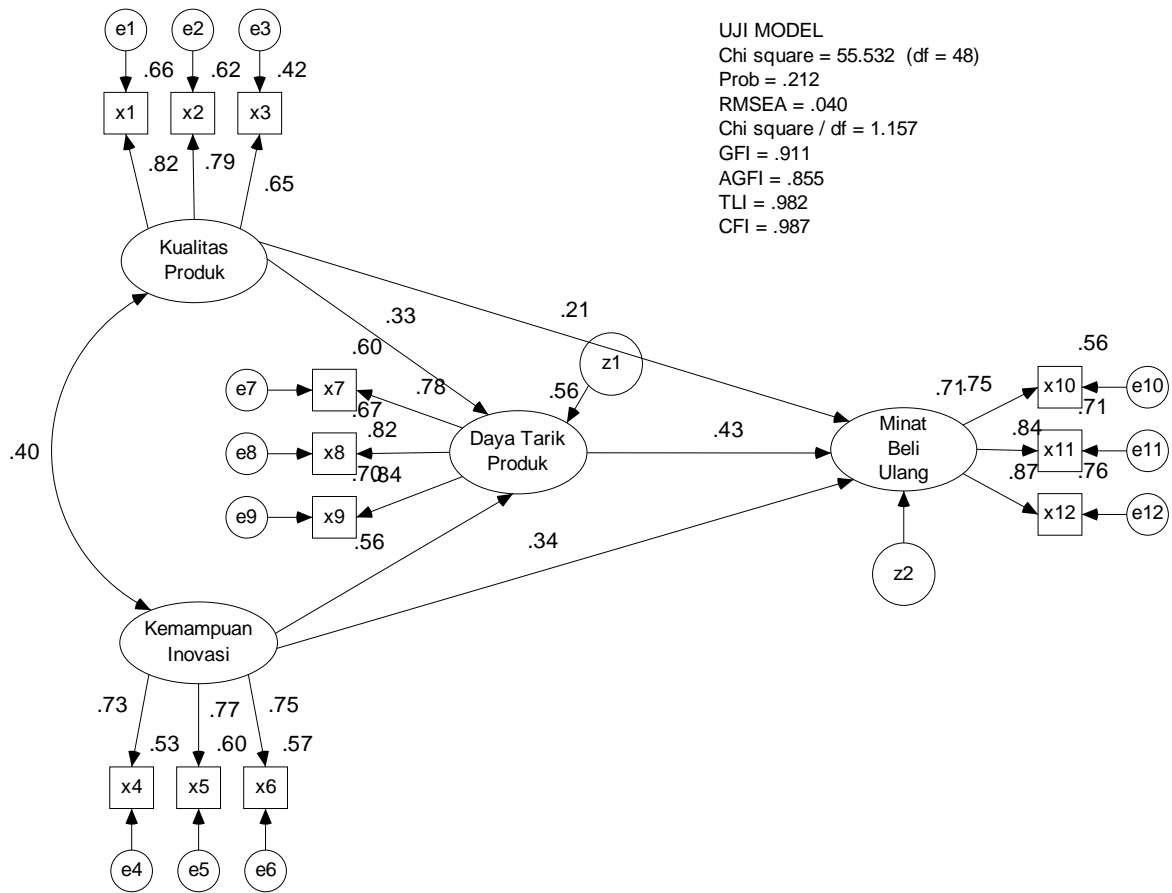 e1
e2
e3
.66
.62
.42
x1
x2
x3
.82
.79
.65
UJI MODEL
Chi square = 55.532 (df = 48)
Prob = .212
RMSEA = .040
Chi square / df = 1.157
GFI = .911
AGFI = .855
TLI = .982
CFI = .987
Kualitas
Produk
.21
.33
z1
.60
.78
.56
e7
x7
.67
.82
e8
x8
.70
.84
e9
x9
.56
Daya Tarik
Produk
.43
.40
.34
Minat
Beli
Ulang
.71
.75
.56
x10
e10
.84
.71
x11
e11
.87
.76
x12
e12
z2
Kemampuan
Inovasi
.73
.77
.75
.53
.60
.57
x4
x5
x6
e4
e5
e6